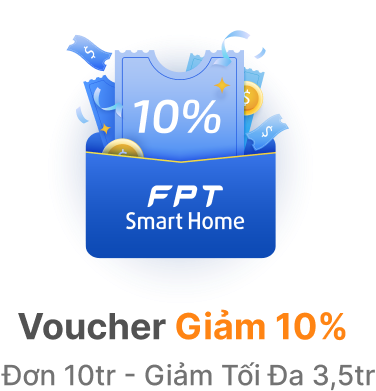 10%
FPT
Smart Home
Voucher Giảm 10%
Đơn 10tr - Giảm Tối Đa 3,5tr